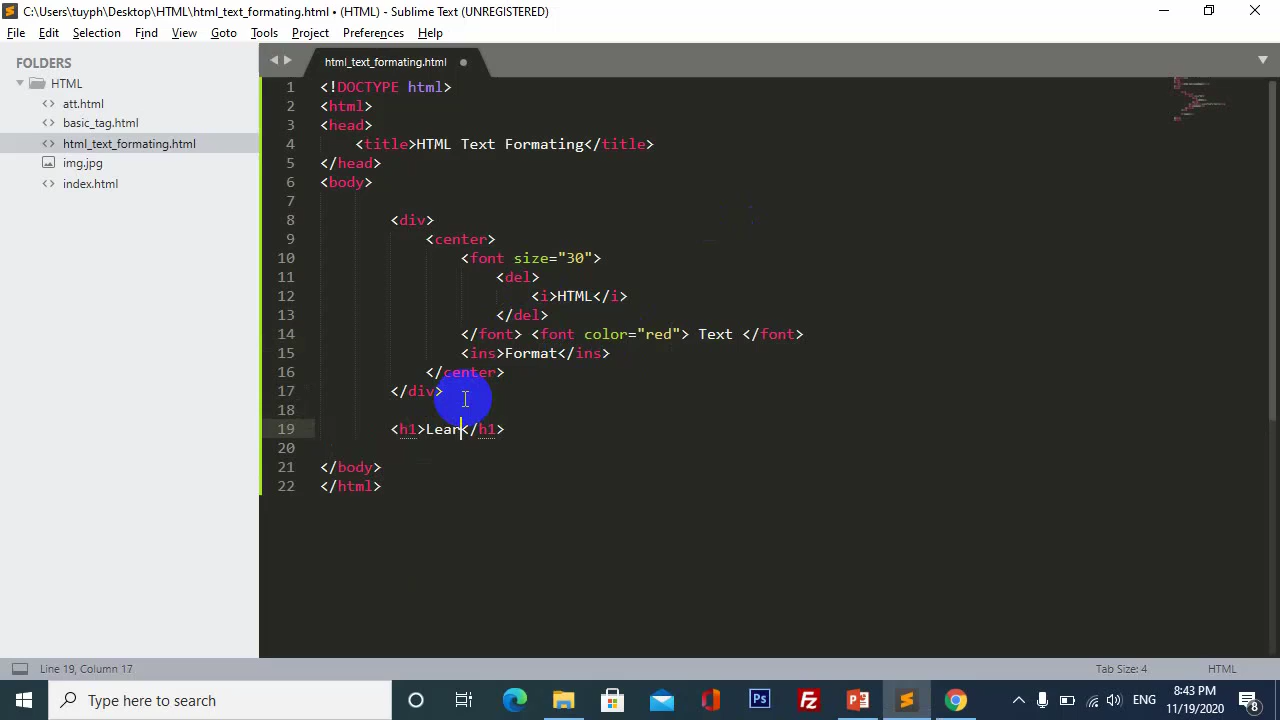 C:\Users\tuyph\Desktop\HTML\html_text_formating.html • (HTML) - Sublime Text (UNREGISTERED)
File Edit Selection Find View Goto Tools Project Preferences Help
FOLDERS
HTML
att.html
basic_tag.html
html_text_formating.html
img.jpg
index.html
html_text_formating.html
1 <!DOCTYPE html>
2 <html>
3 <head>
4 <title>HTML Text Formating</title>
5 </head>
6 <body>
7
8 <div>
9 <center>
10 <font size="30">
11 <del>
12 <i>HTML</i>
13 </del>
14 </font> <font color="red"> Text </font>
15 <ins>Format</ins>
16 </center>
17 </div>
18
19 <h1>Lear</h1>
20
21 </body>
22 </html>
Line 19, Column 17
Tab Size: 4
HTML
Type here to search
Ps
Fz
ENG
8:43 PM
11/19/2020
8